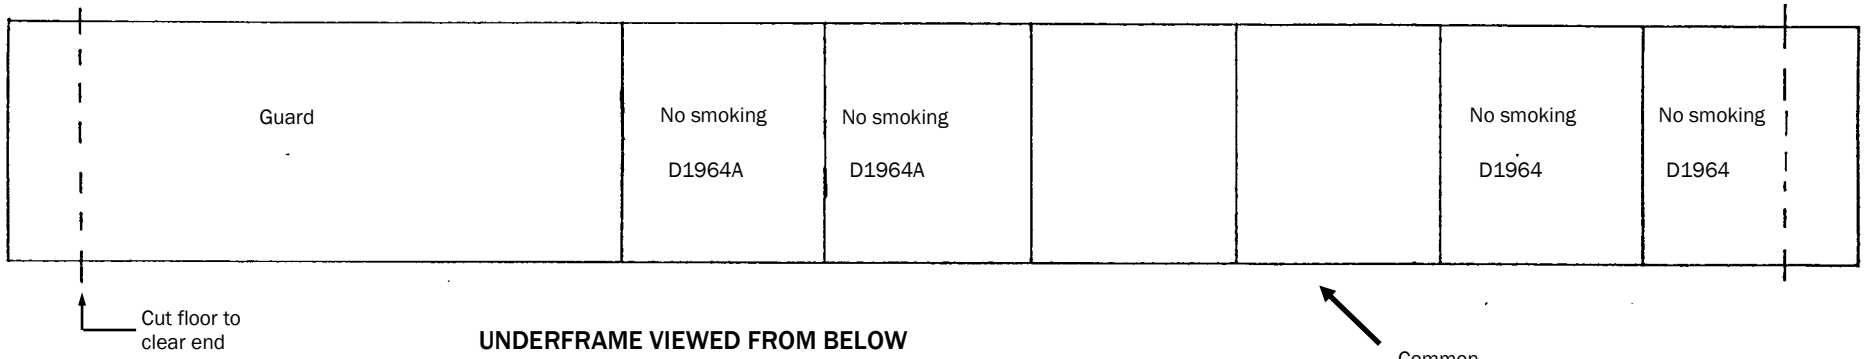 Guard
No smoking
D1964A
No smoking
D1964A
No smoking
D1964
No smoking
D1964
Cut floor to
clear end
UNDERFRAME VIEWED FROM BELOW
Common